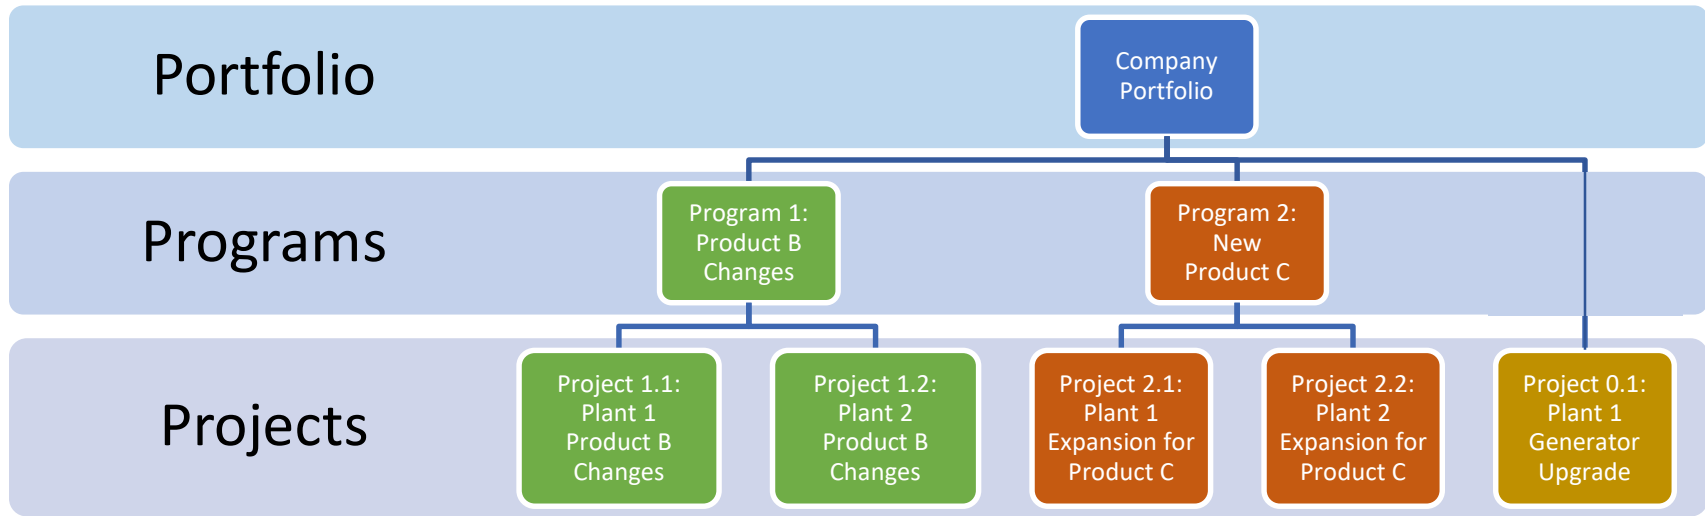 Portfolio
Company
Portfolio
Programs
Program 1:
Product B
Changes
Program 2:
New
Product C
Projects
Project 1.1:
Plant 1
Product B
Changes
Project 1.2:
Plant 2
Product B
Changes
Project 2.1:
Plant 1
Expansion for
Product C
Project 2.2:
Plant 2
Expansion for
Product C
Project 0.1:
Plant 1
Generator
Upgrade